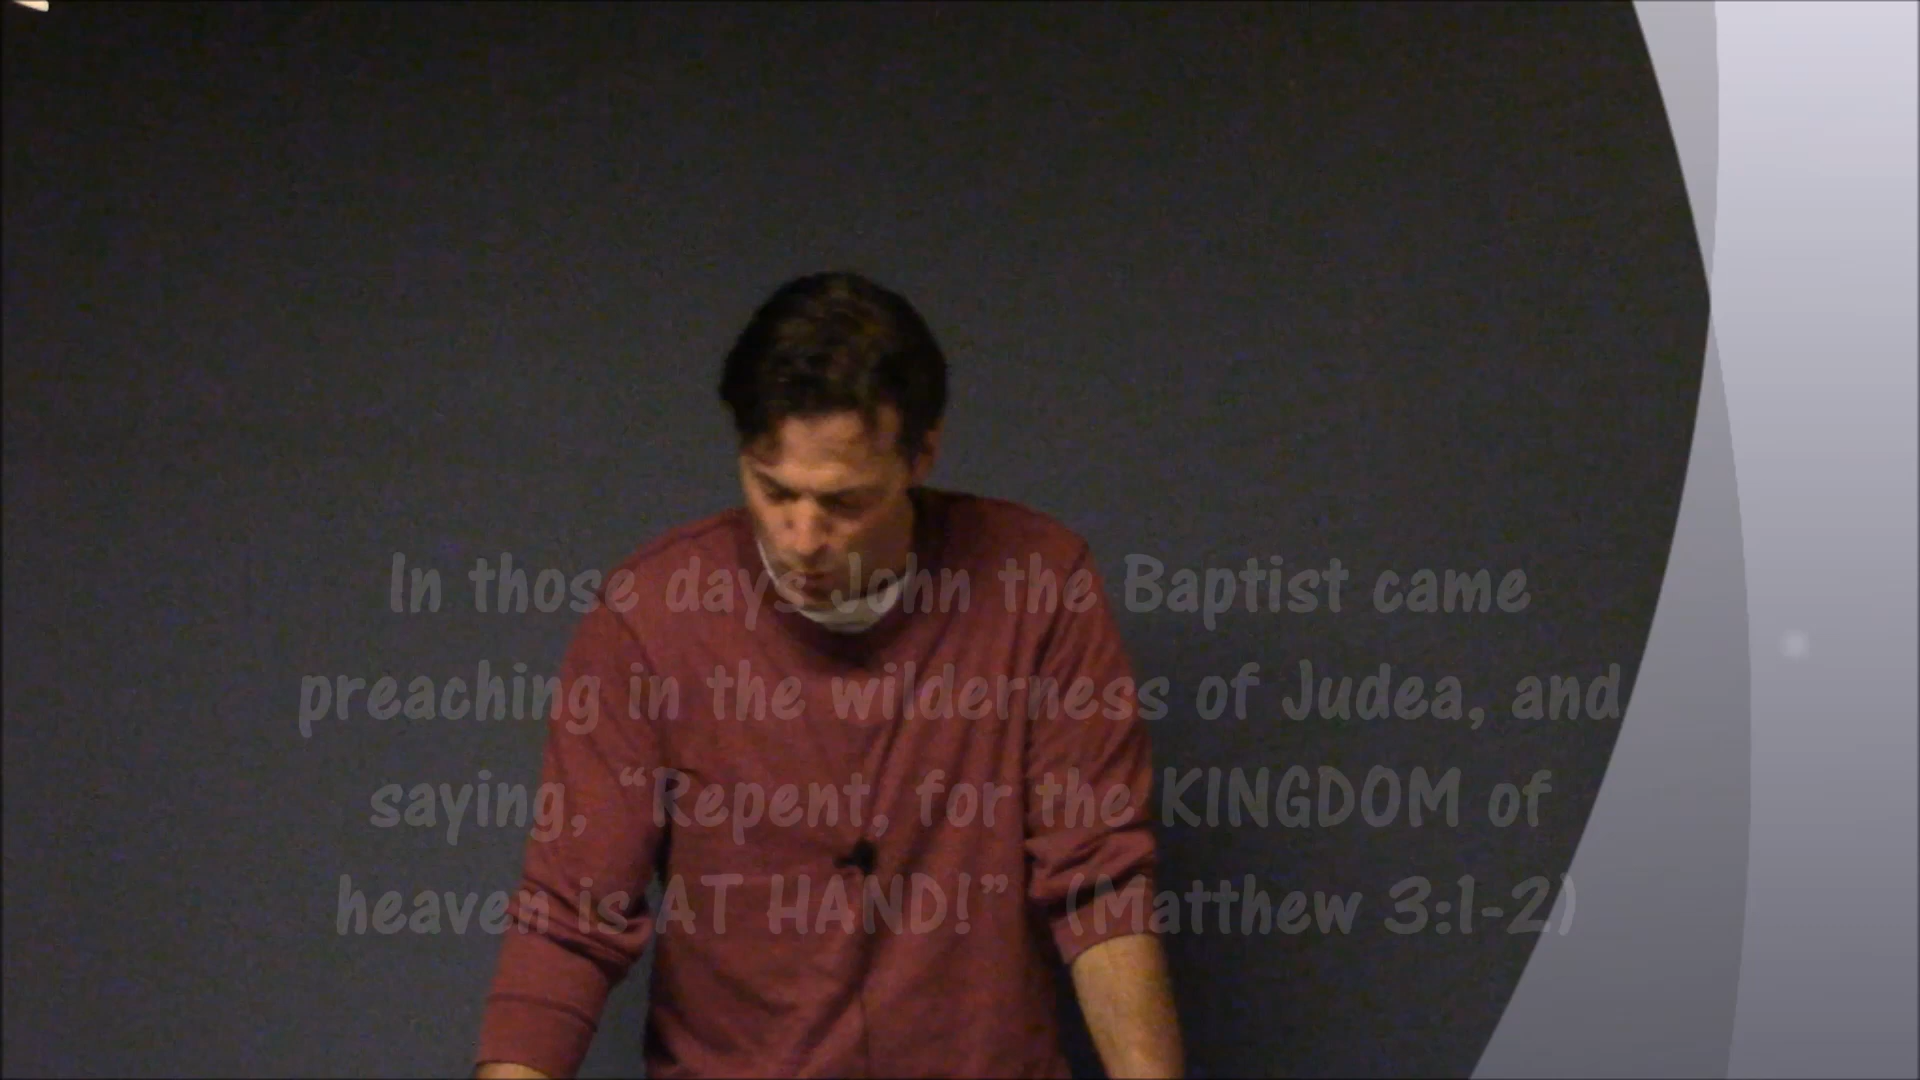 In those days John the Baptist came
preaching in the wilderness of Judea, and
saying, “Repent, for the KINGDOM of
heaven is AT HAND!” (Matthew 3:1-2)